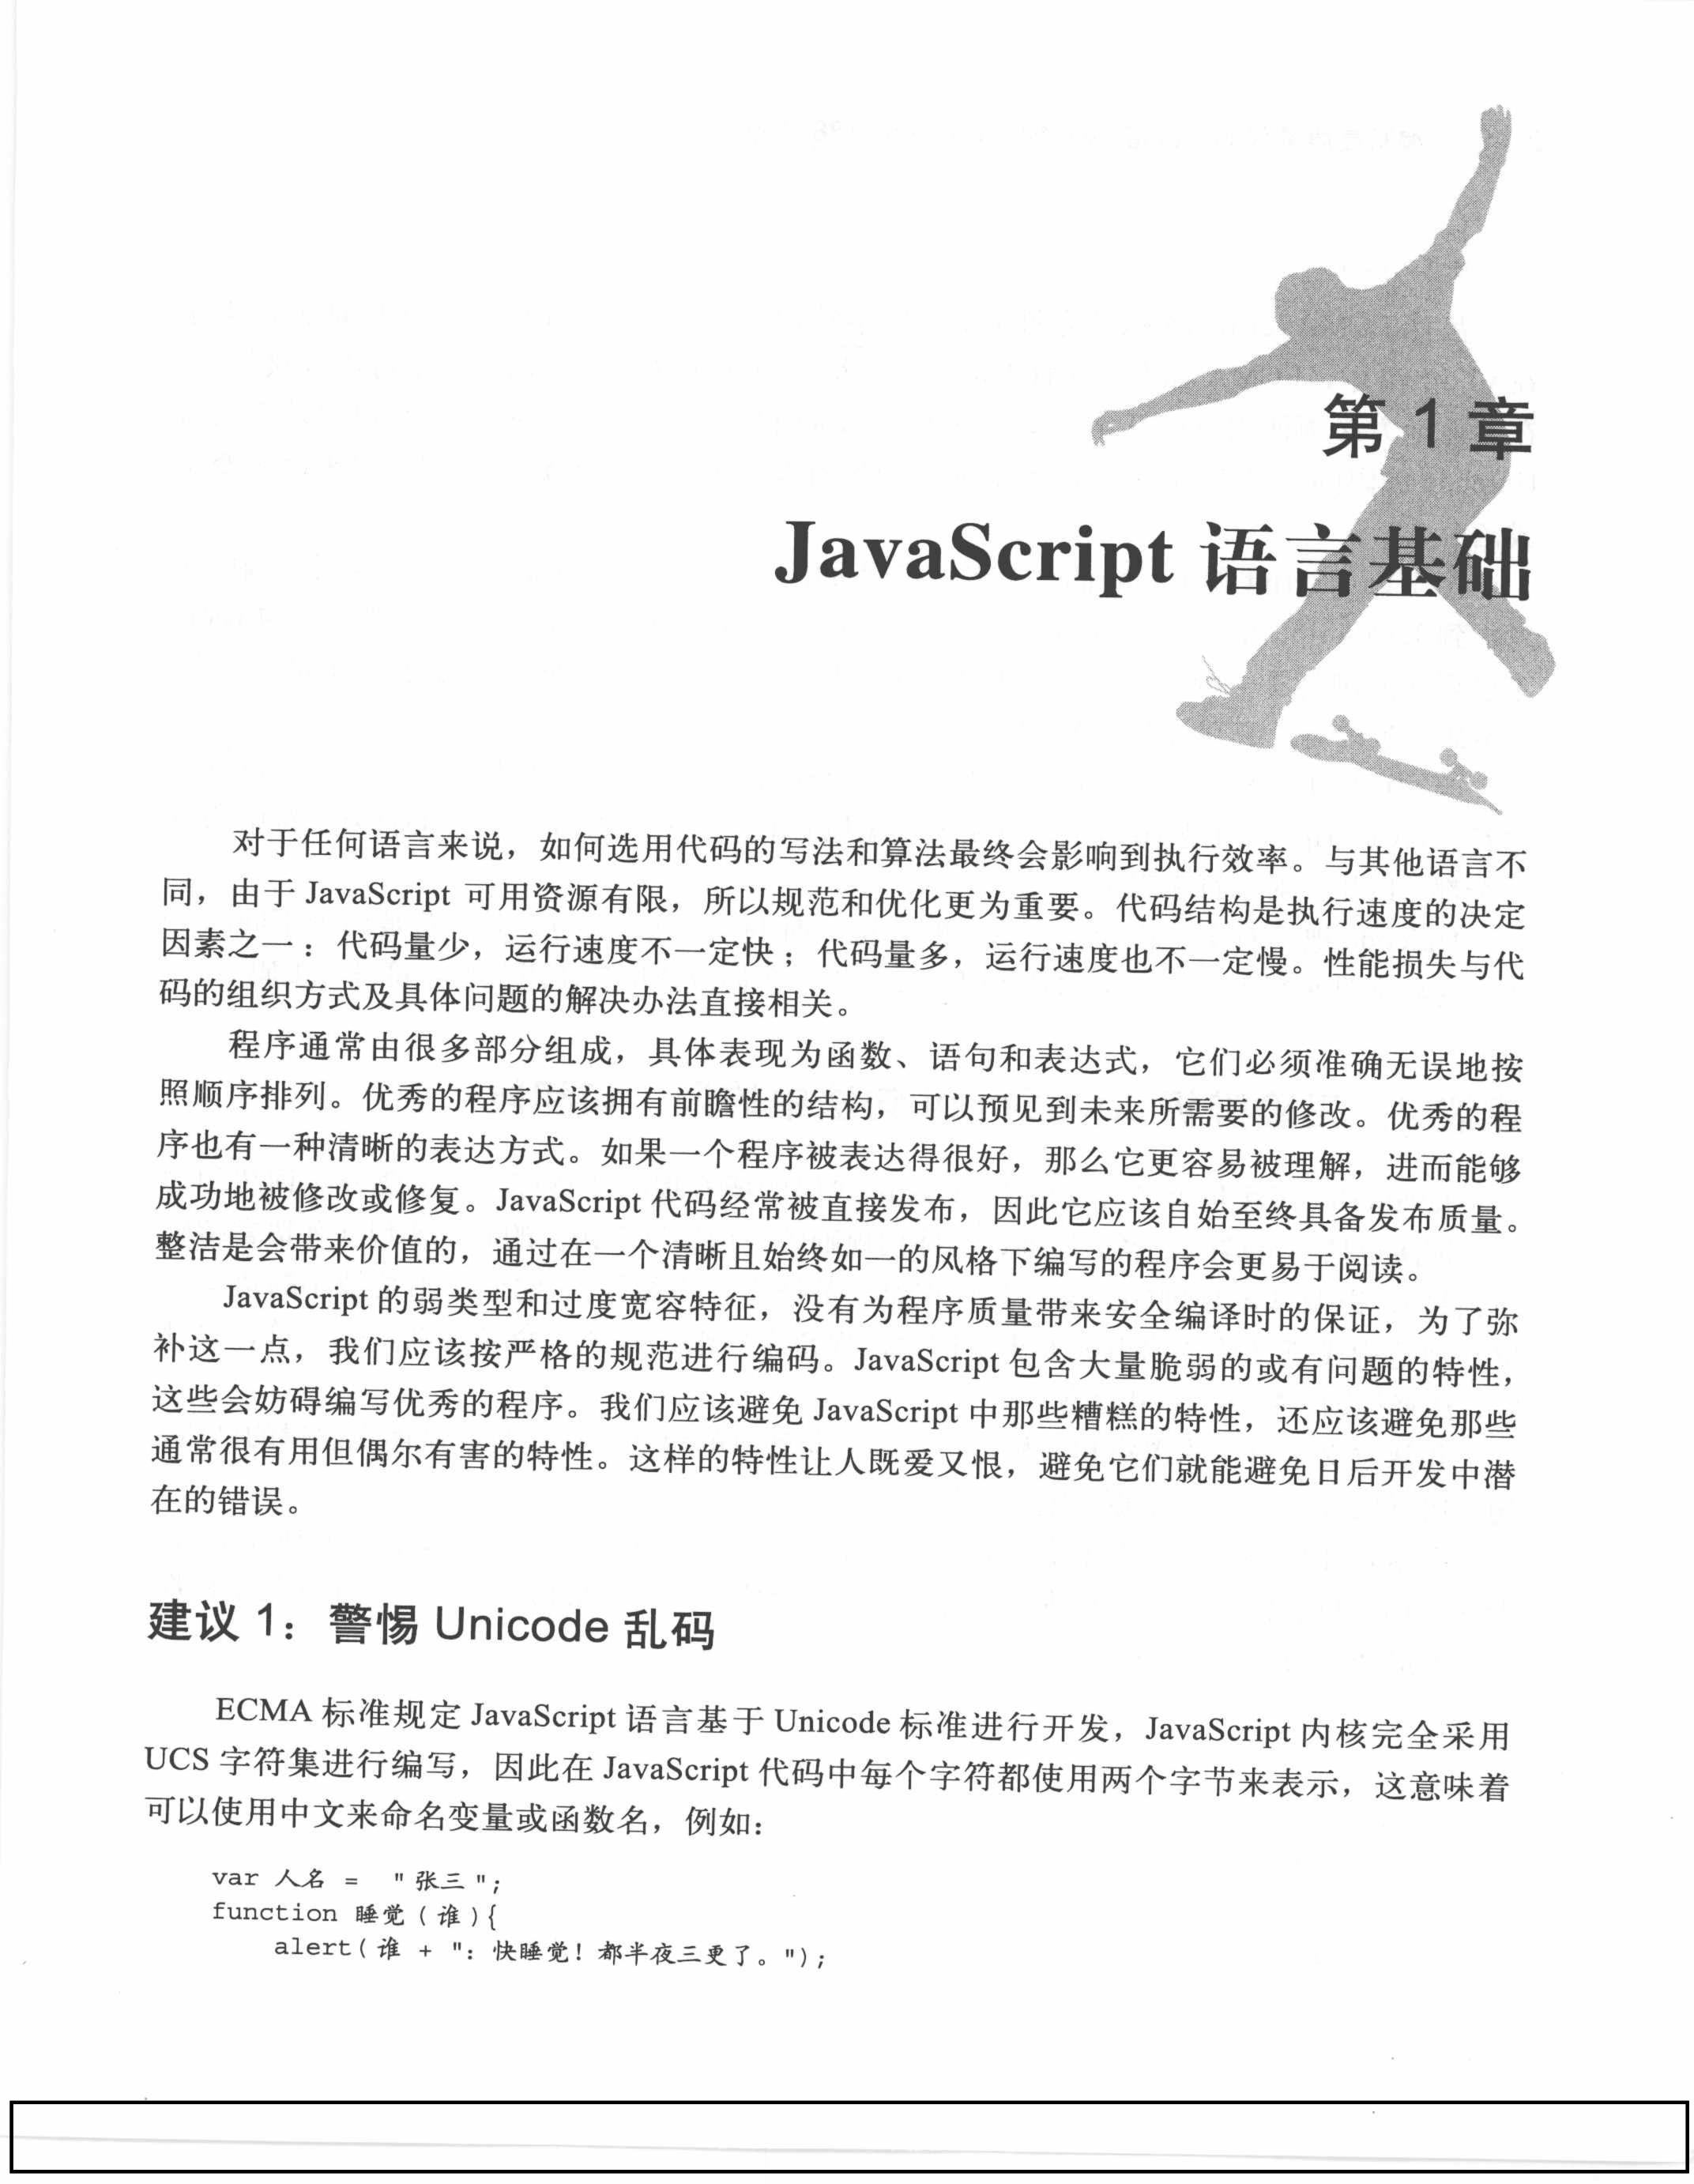 第 1 章
JavaScript 语言基础
对于任何语言来说，如何选用代码的写法和算法最终会影响到执行效率。与其他语言不
同，由于 JavaScript 可用资源有限，所以规范和优化更为重要。代码结构是执行速度的决定
因素之一：代码量少，运行速度不一定快；代码量多，运行速度也不一定慢。性能损失与代
码的组织方式及具体问题的解决办法直接相关。
程序通常由很多部分组成，具体表现为函数、语句和表达式，它们必须准确无误地按
照顺序排列。优秀的程序应该拥有前瞻性的结构，可以预见到未来所需要的修改。优秀的程
序也有一种清晰的表达方式。如果一个程序被表达得很好，那么它更容易被理解，进而能够
成功地被修改或修复。JavaScript 代码经常被直接发布，因此它应该自始至终具备发布质量。
整洁是会带来价值的，通过在一个清晰且始终如一的风格下编写的程序会更易于阅读。
JavaScript 的弱类型和过度宽容特征，没有为程序质量带来安全编译时的保证，为了弥
补这一点，我们应该按严格的规范进行编码。JavaScript 包含大量脆弱的或有问题的特性，
这些会妨碍编写优秀的程序。我们应该避免 JavaScript 中那些糟糕的特性，还应该避免那些
通常很有用但偶尔有害的特性。这样的特性让人既爱又恨，避免它们就能避免日后开发中潜
在的错误。
建议 1：警惕 Unicode 乱码
ECMA 标准规定 JavaScript 语言基于 Unicode 标准进行开发，JavaScript 内核完全采用
UCS 字符集进行编写，因此在 JavaScript 代码中每个字符都使用两个字节来表示，这意味着
可以使用中文来命名变量或函数名，例如：
var 人名 = "张三";
function 睡觉(谁){
alert(谁 + "：快睡觉！都半夜三更了。");